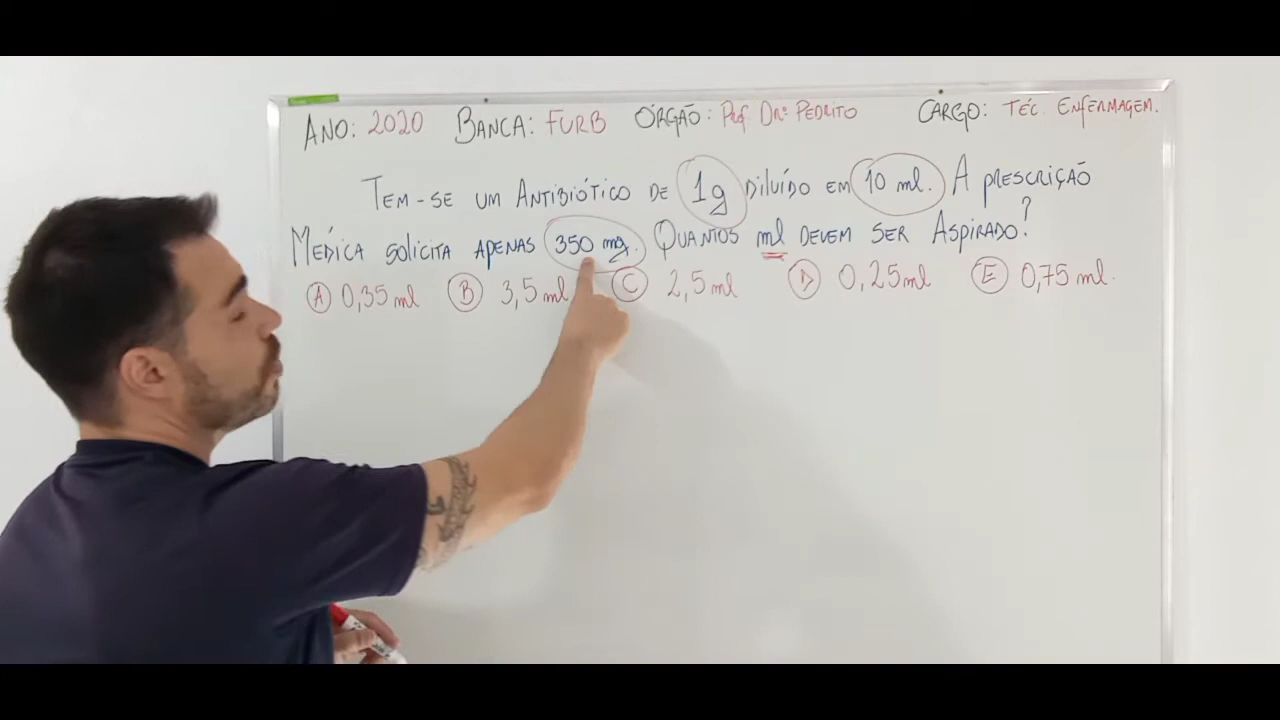 ANO: 2020 BANCA: FURB ÓRGÃO: Prof Drº PEDRITO CARGO: TÉC. ENFERMAGEM.
TEM-SE UM ANTIBIÓTICO DE 1g DILUÍDO EM 10 ml. A PRESCRIÇÃO
MÉDICA SOLICITA APENAS 350 mg. QUANTOS ml DEVEM SER ASPIRADO?
A 0,35 ml B 3,5 ml C 2,5 ml D 0,25 ml E 0,75 ml.